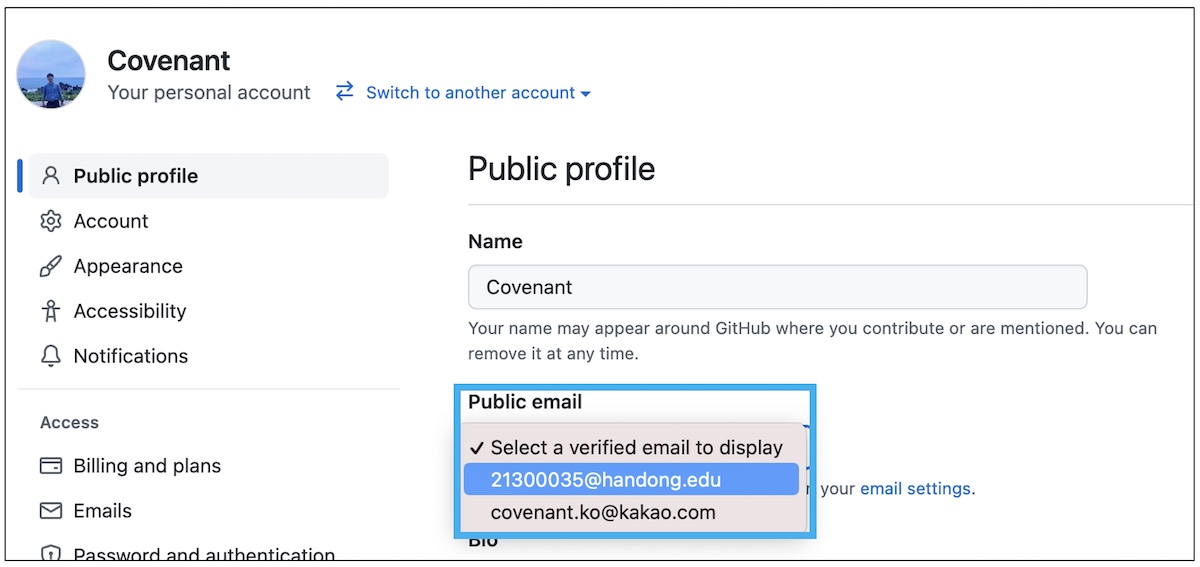 Covenant
Your personal account
Switch to another account
Public profile
Account
Appearance
Accessibility
Notifications
Access
Billing and plans
Emails
Password and authentication
Public profile
Name
Covenant
Your name may appear around GitHub where you contribute or are mentioned. You can
remove it at any time.
Public email
✓ Select a verified email to display
21300035@handong.edu
your email settings.
covenant.ko@kakao.com
Bio